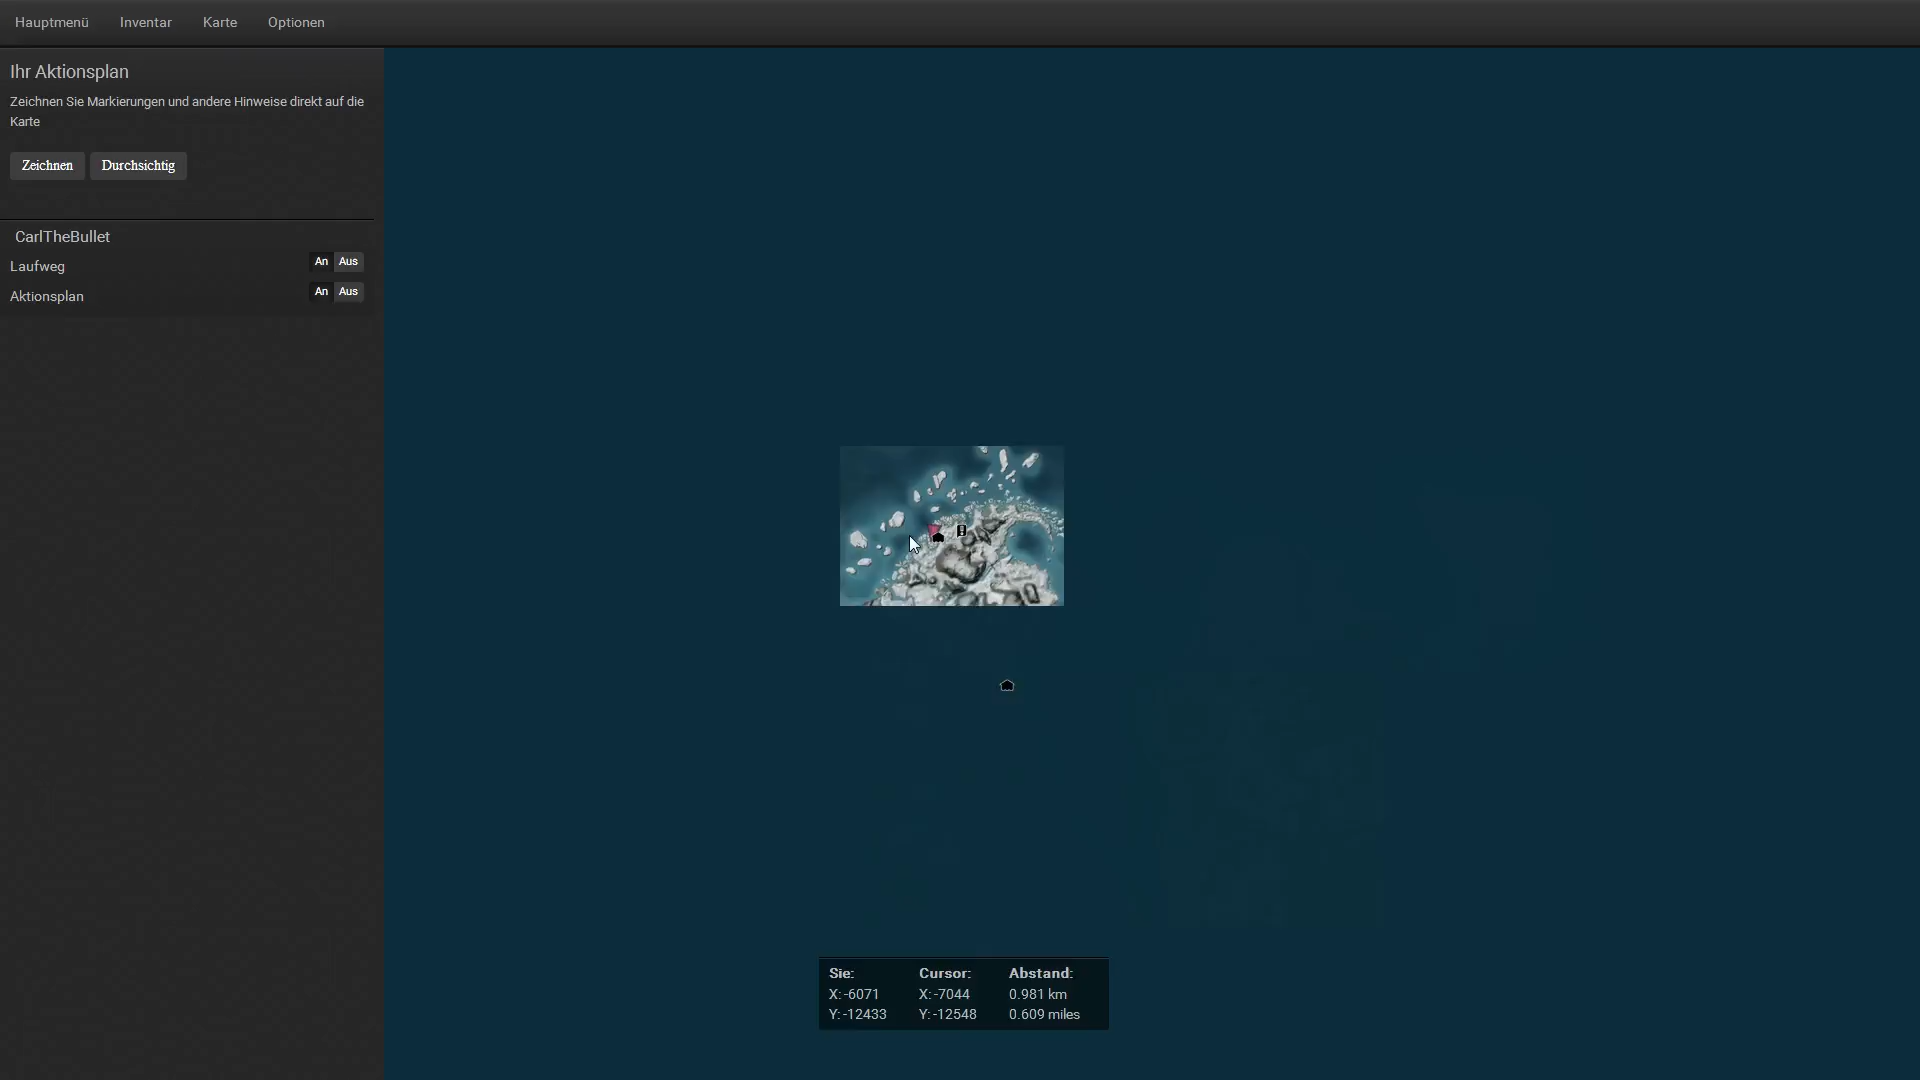 Hauptmenü Inventar Karte Optionen
Ihr Aktionsplan
Zeichnen Sie Markierungen und andere Hinweise direkt auf die
Karte
Zeichnen Durchsichtig
CarlTheBullet
Laufweg An Aus
Aktionsplan An Aus
Sie: Cursor: Abstand:
X:-6071 X:-7044 0.981 km
Y:-12433 Y:-12548 0.609 miles